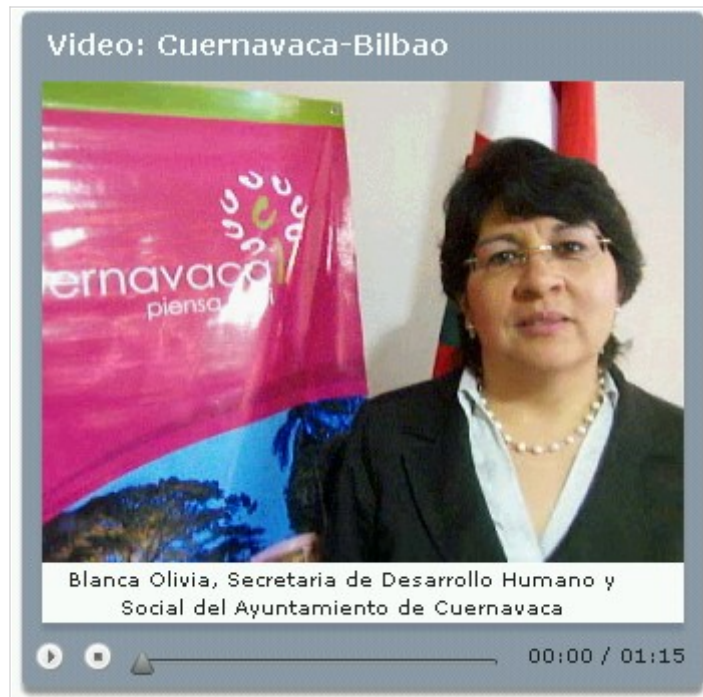 Video: Cuernavaca-Bilbao
ernavaca
piensa
Blanca Olivia, Secretaria de Desarrollo Humano y
Social del Ayuntamiento de Cuernavaca
00:00 / 01:15